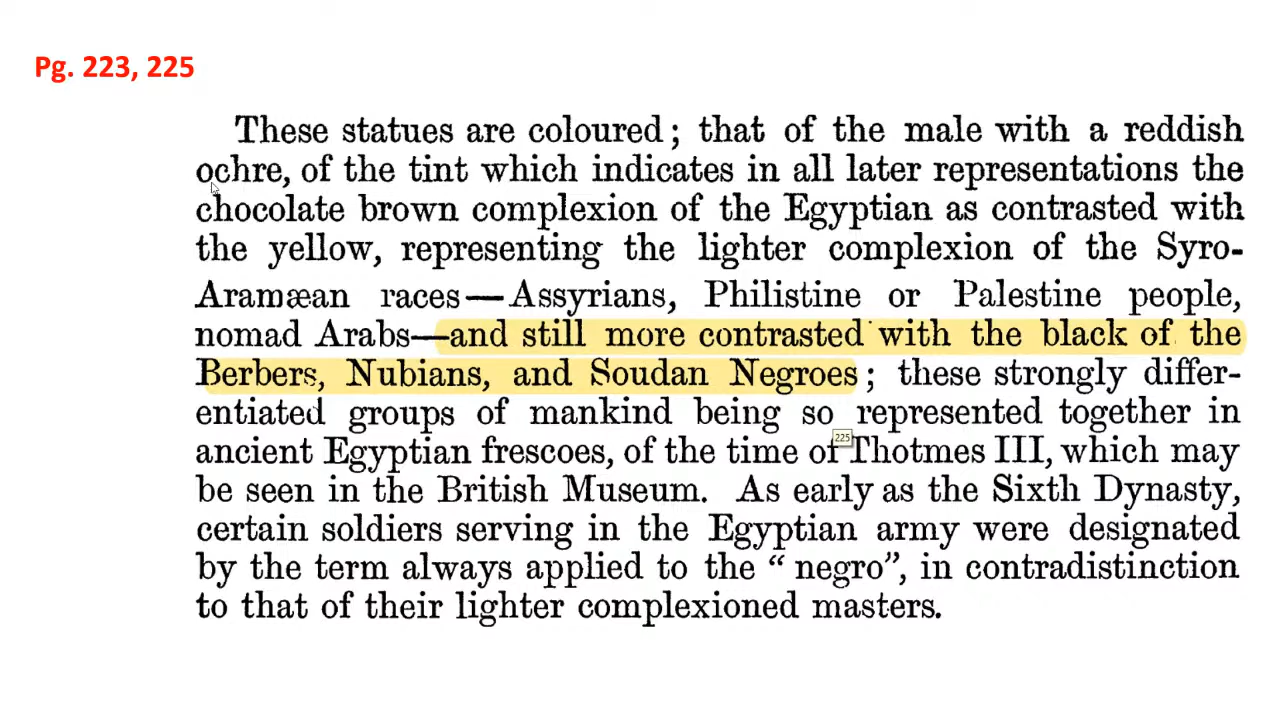 Pg. 223, 225
These statues are coloured; that of the male with a reddish
ochre, of the tint which indicates in all later representations the
chocolate brown complexion of the Egyptian as contrasted with
the yellow, representing the lighter complexion of the Syro-
Aramæan races—Assyrians, Philistine or Palestine people,
nomad Arabs—and still more contrasted with the black of the
Berbers, Nubians, and Soudan Negroes; these strongly differ-
entiated groups of mankind being so represented together in
225
ancient Egyptian frescoes, of the time of Thotmes III, which may
be seen in the British Museum. As early as the Sixth Dynasty,
certain soldiers serving in the Egyptian army were designated
by the term always applied to the “negro”, in contradistinction
to that of their lighter complexioned masters.